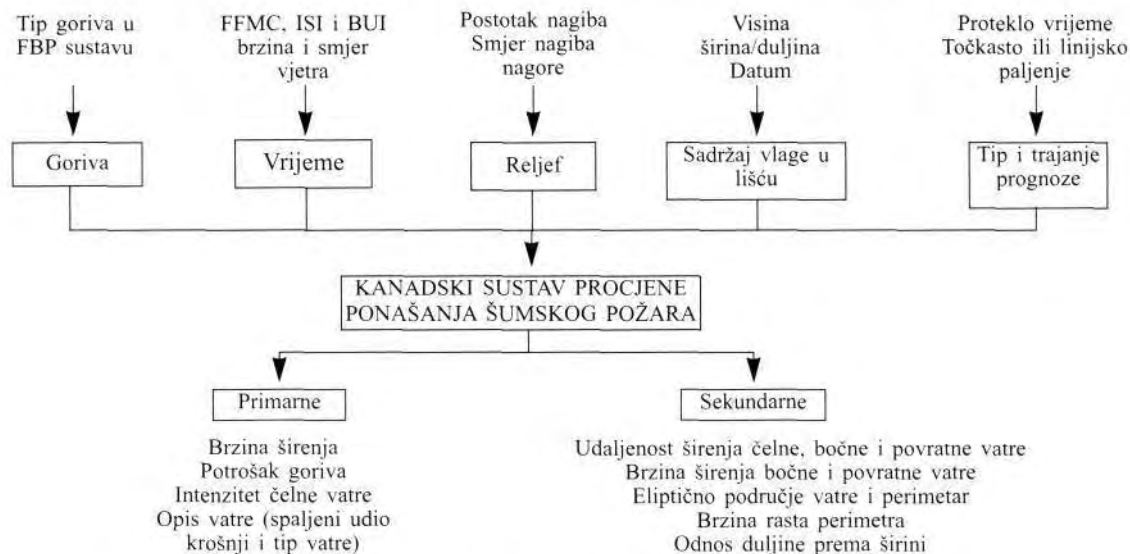 Tip goriva u
FBP sustavu
FFMC, ISI i BUI
brzina i smjer
vjetra
Postotak nagiba
Smjer nagiba
nagore
Visina
širina/duljina
Datum
Proteklo vrijeme
Točkasto ili linijsko
paljenje
Goriva
Vrijeme
Reljef
Sadržaj vlage u
lišću
Tip i trajanje
prognoze
KANADSKI SUSTAV PROCJENE
PONAŠANJA ŠUMSKOG POŽARA
Primarne
Brzina širenja
Potrošak goriva
Intenzitet čelne vatre
Opis vatre (spaljeni udio
krošnji i tip vatre)
Sekundarne
Udaljenost širenja čelne, bočne i povratne vatre
Brzina širenja bočne i povratne vatre
Eliptično područje vatre i perimetar
Brzina rasta perimetra
Odnos duljine prema širini